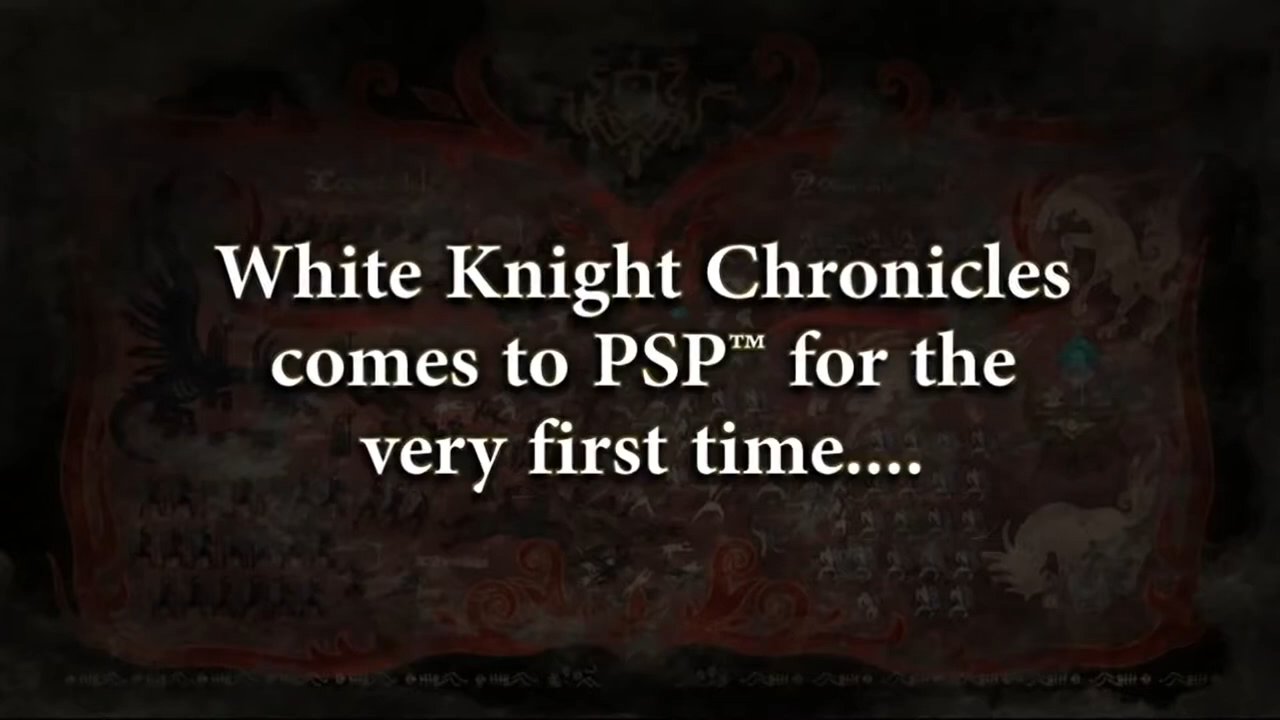 White Knight Chronicles
comes to PSP™ for the
very first time....